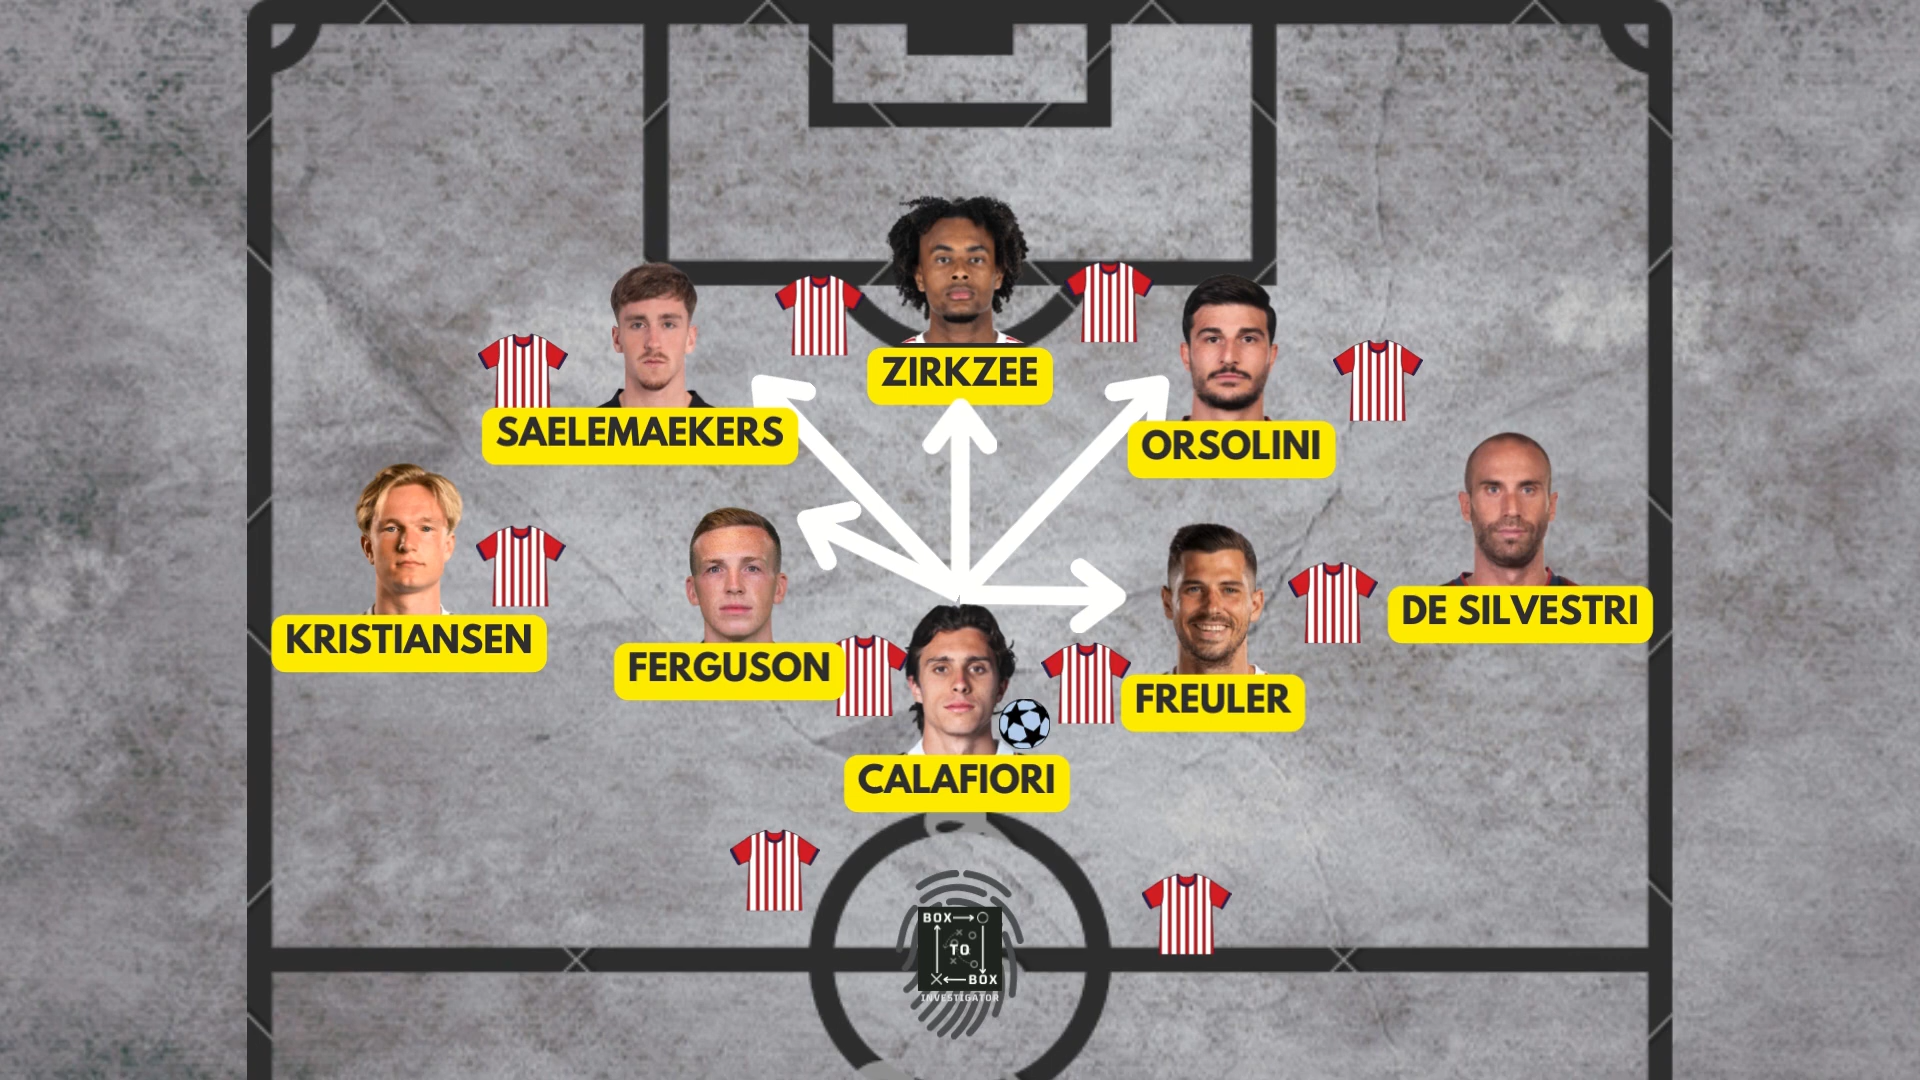 ZIRKZEE
SAELEMAEKERS
ORSOLINI
KRISTIANSEN
DE SILVESTRI
FERGUSON
FREULER
CALAFIORI
BOX
TO
BOX
INVESTIGATOR